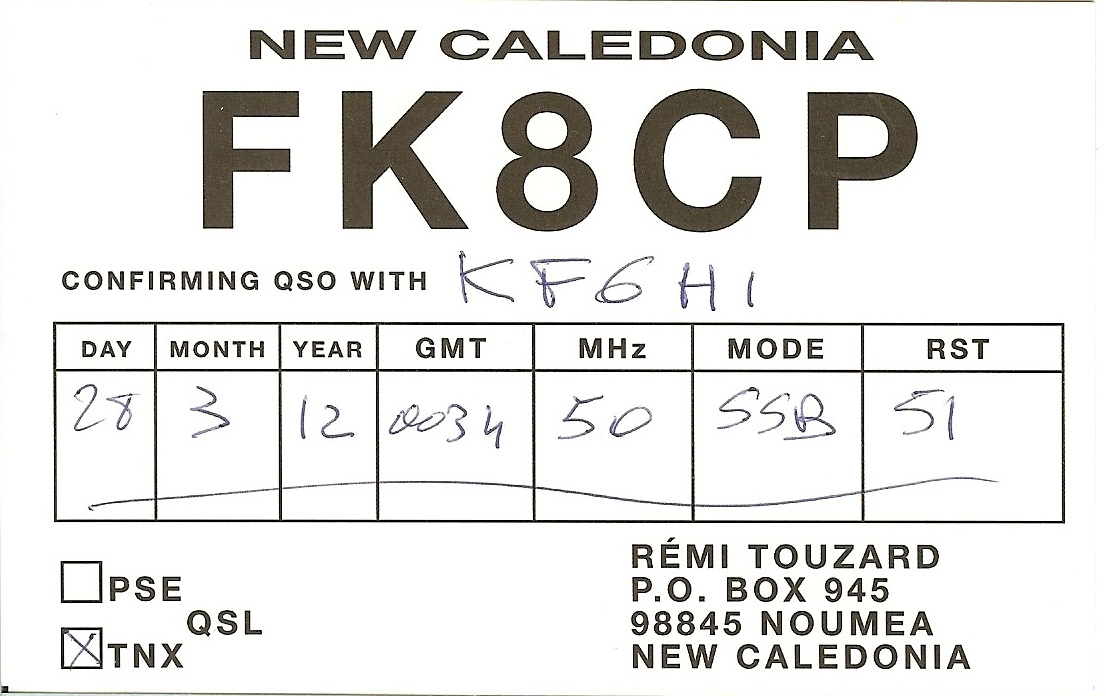 NEW CALEDONIA
FK8CP
CONFIRMING QSO WITH KF6HI
DAY MONTH YEAR GMT MHz MODE RST
28 3 12 0034 50 SSB 51
PSE
QSL
TNX
RÉMI TOUZARD
P.O. BOX 945
98845 NOUMEA
NEW CALEDONIA